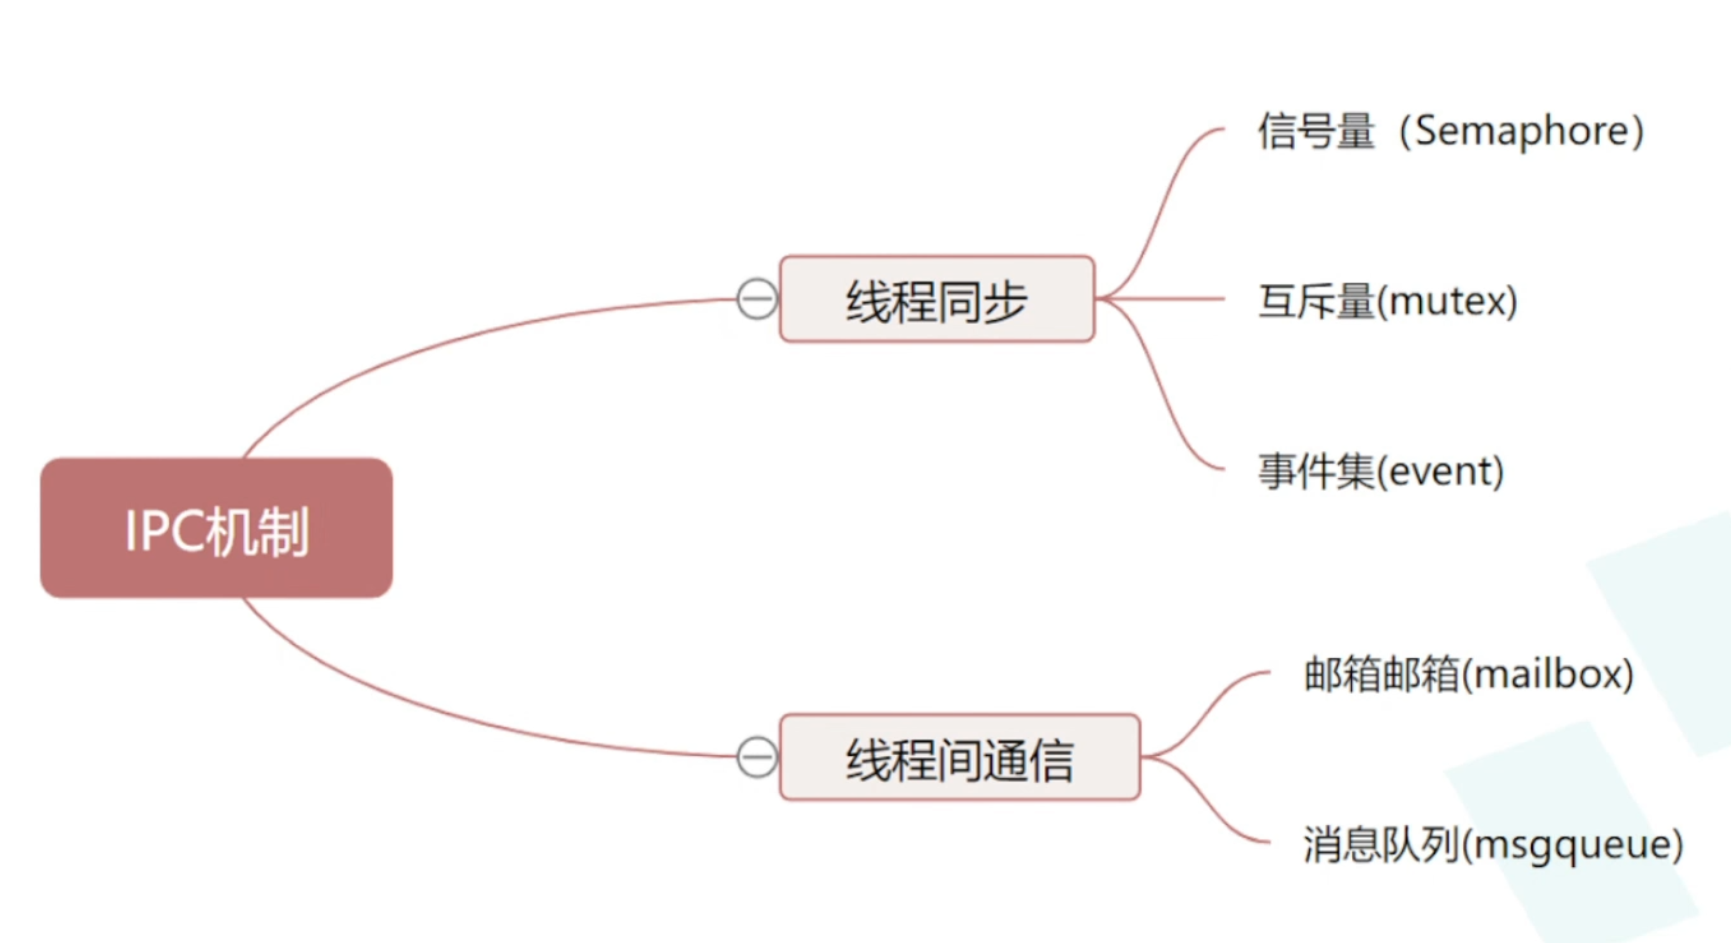 IPC机制
线程同步
信号量（Semaphore）
互斥量(mutex)
事件集(event)
线程间通信
邮箱邮箱(mailbox)
消息队列(msgqueue)